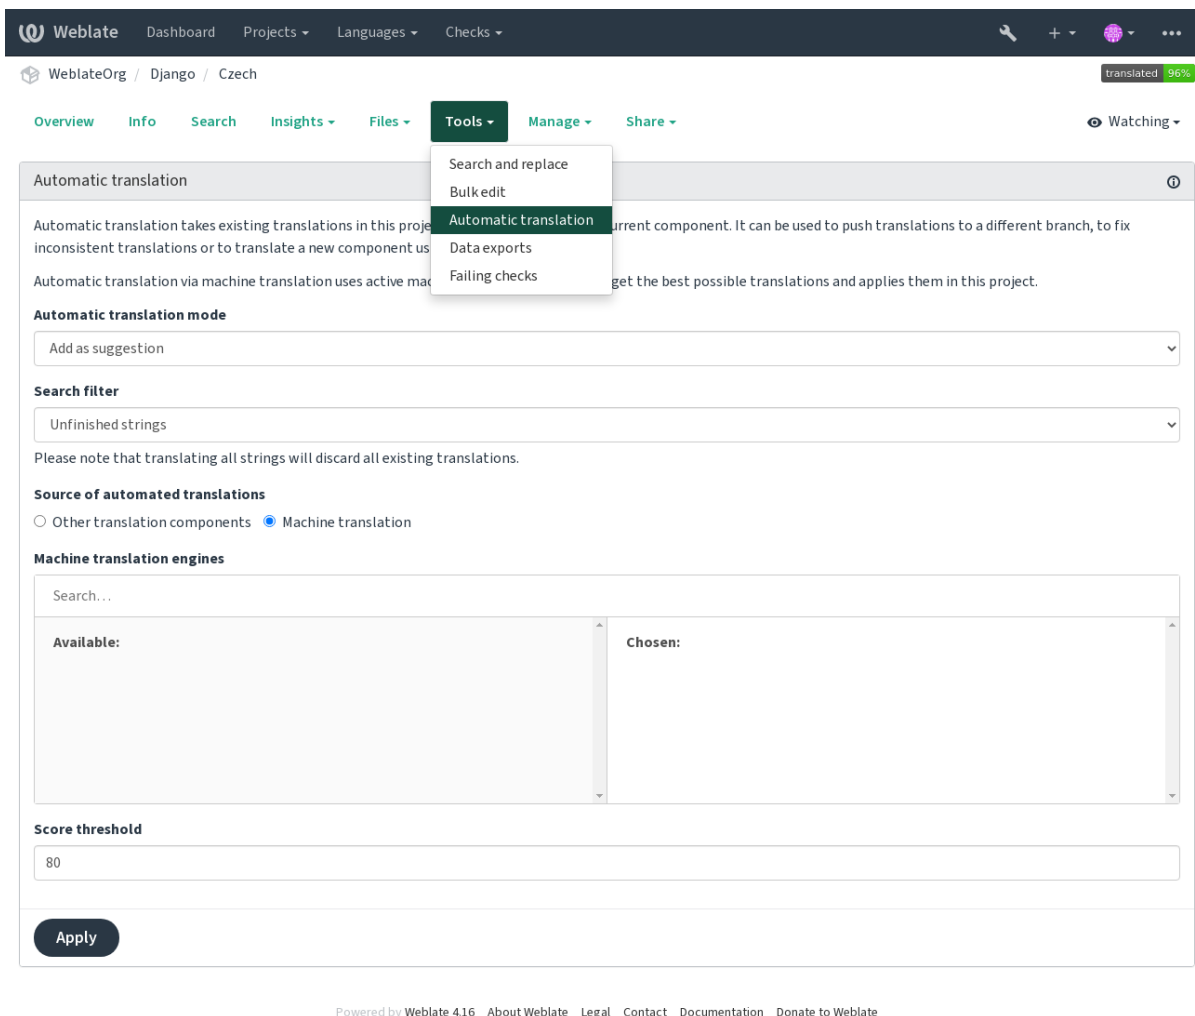 Weblate Dashboard Projects Languages Checks
WeblateOrg / Django / Czech translated 96%
Overview Info Search Insights Files Tools Manage Share Watching
Search and replace
Bulk edit
Automatic translation
Data exports
Failing checks
Automatic translation
Automatic translation takes existing translations in this urrent component. It can be used to push translations to a different branch, to fix
inconsistent translations or to translate a new component
Automatic translation via machine translation uses active get the best possible translations and applies them in this project.
Automatic translation mode
Add as suggestion
Search filter
Unfinished strings
Please note that translating all strings will discard all existing translations.
Source of automated translations
Other translation components Machine translation
Machine translation engines
Search…
Available: Chosen:
Score threshold
80
Apply
Powered by Weblate 4.16 About Weblate Legal Contact Documentation Donate to Weblate